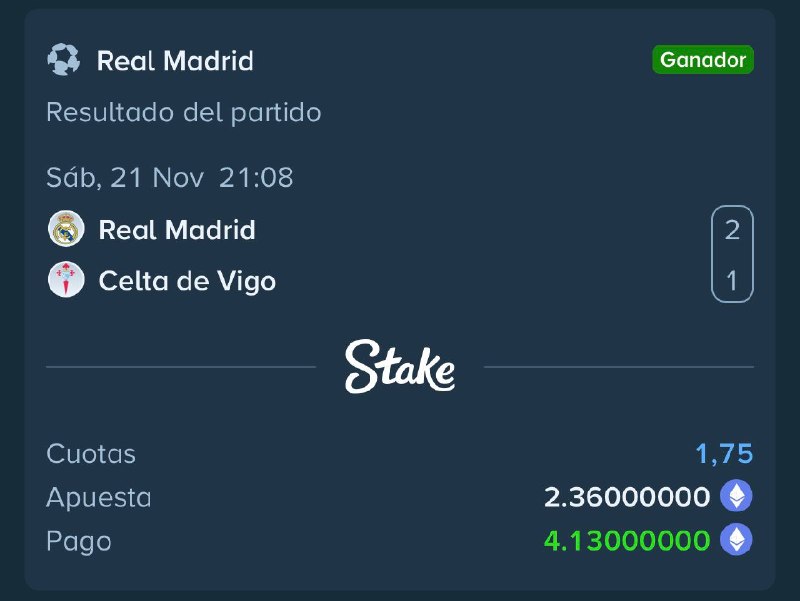 Real Madrid Ganador
Resultado del partido
Sáb, 21 Nov 21:08
Real Madrid 2
Celta de Vigo 1
Stake
Cuotas 1,75
Apuesta 2.36000000
Pago 4.13000000